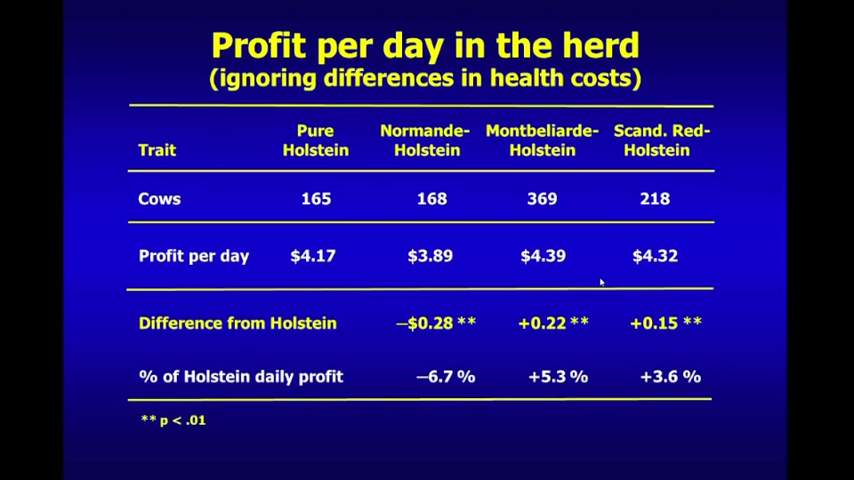 Profit per day in the herd
(ignoring differences in health costs)
Trait Pure Holstein Normande-Holstein Montbeliarde-Holstein Scand. Red-Holstein
Cows 165 168 369 218
Profit per day $4.17 $3.89 $4.39 $4.32
Difference from Holstein –$0.28 ** +0.22 ** +0.15 **
% of Holstein daily profit –6.7 % +5.3 % +3.6 %
** p < .01